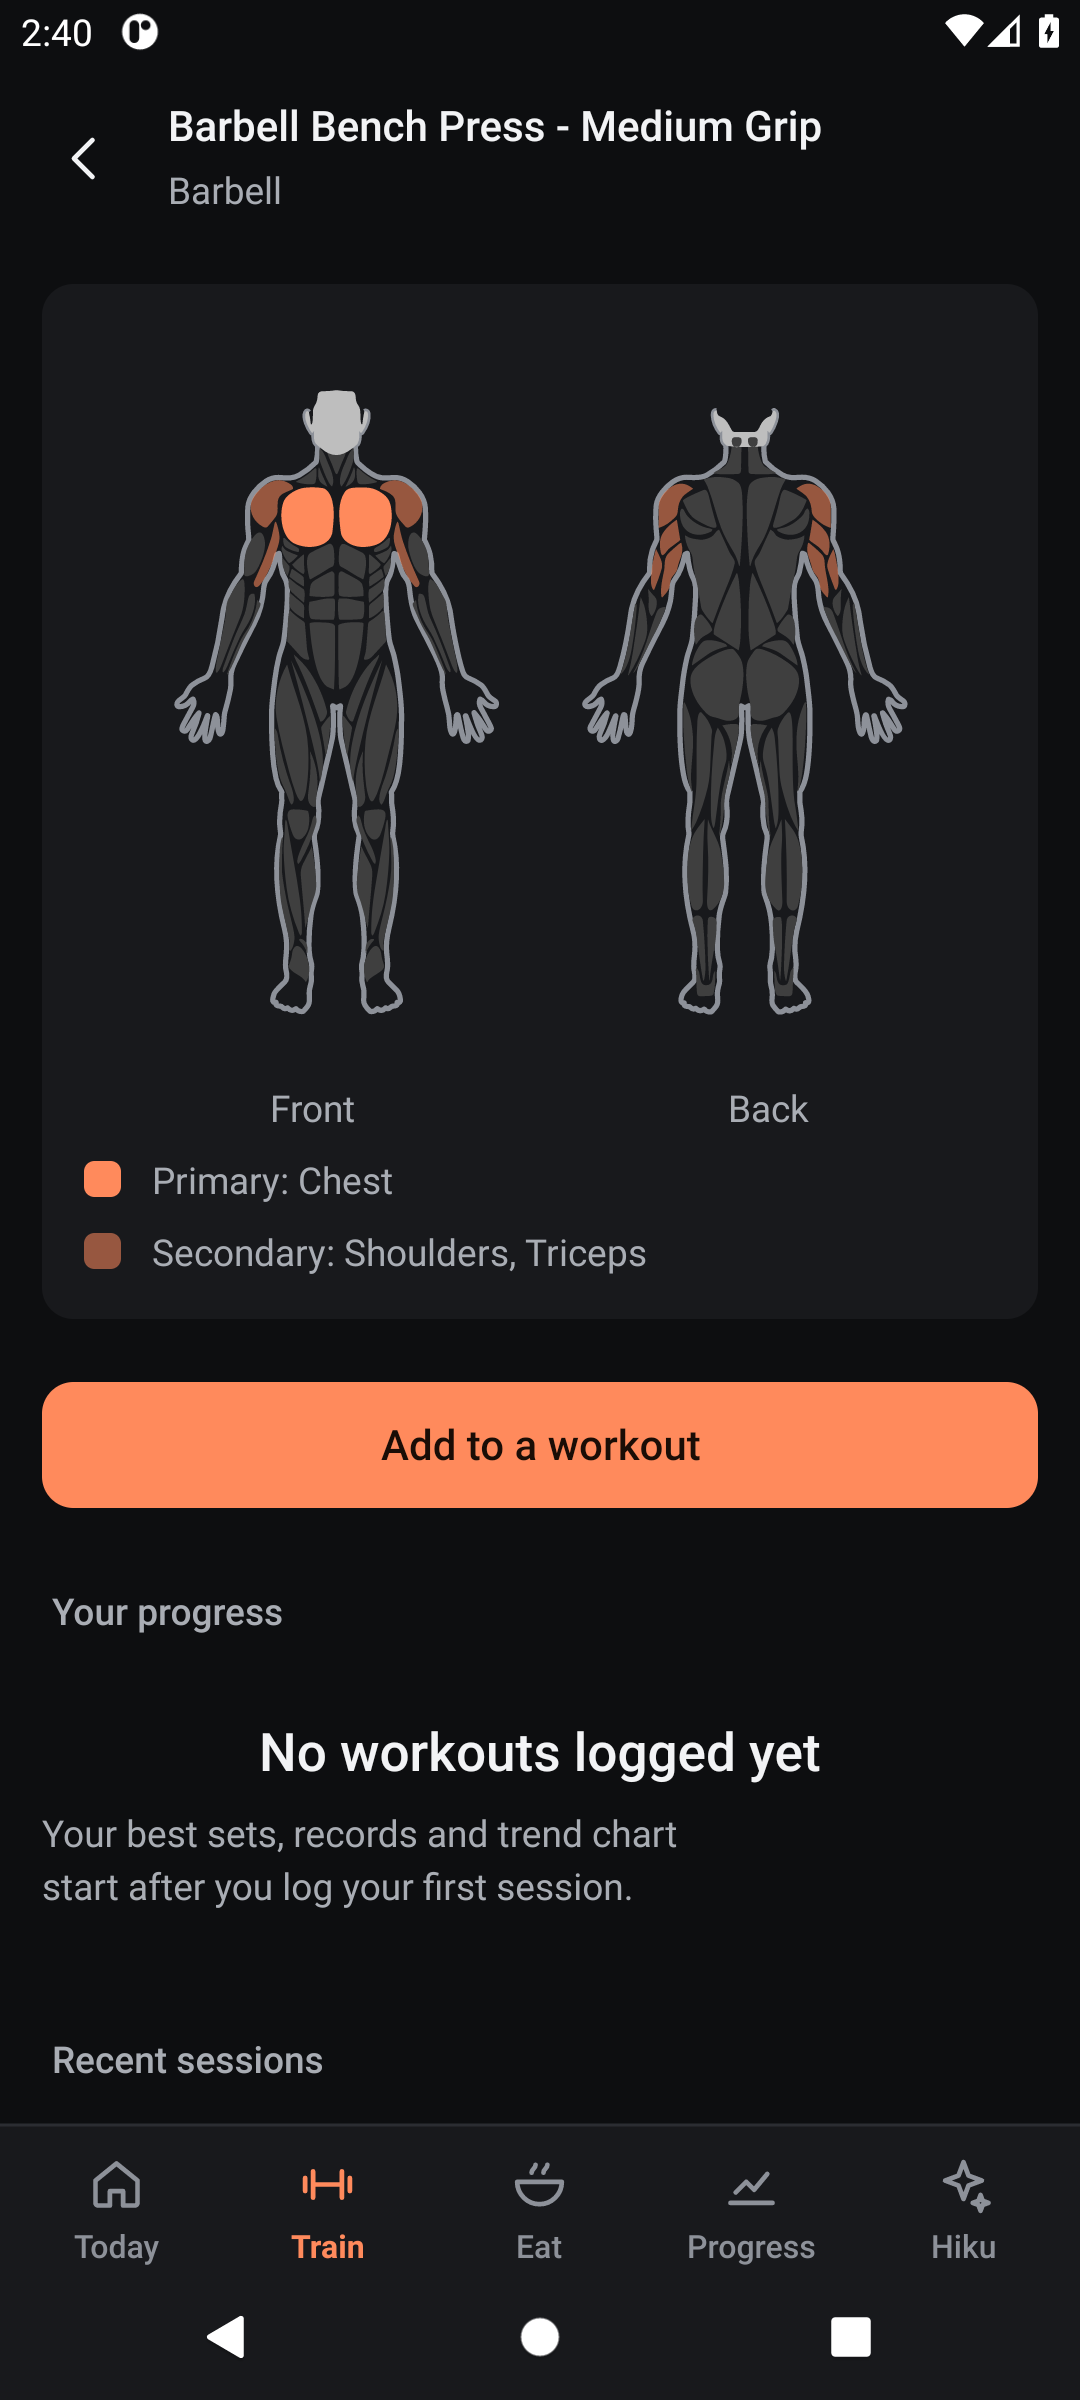 2:40
Barbell Bench Press - Medium Grip
Barbell
Front
Back
Primary: Chest
Secondary: Shoulders, Triceps
Add to a workout
Your progress
No workouts logged yet
Your best sets, records and trend chart
start after you log your first session.
Recent sessions
Today
Train
Eat
Progress
Hiku